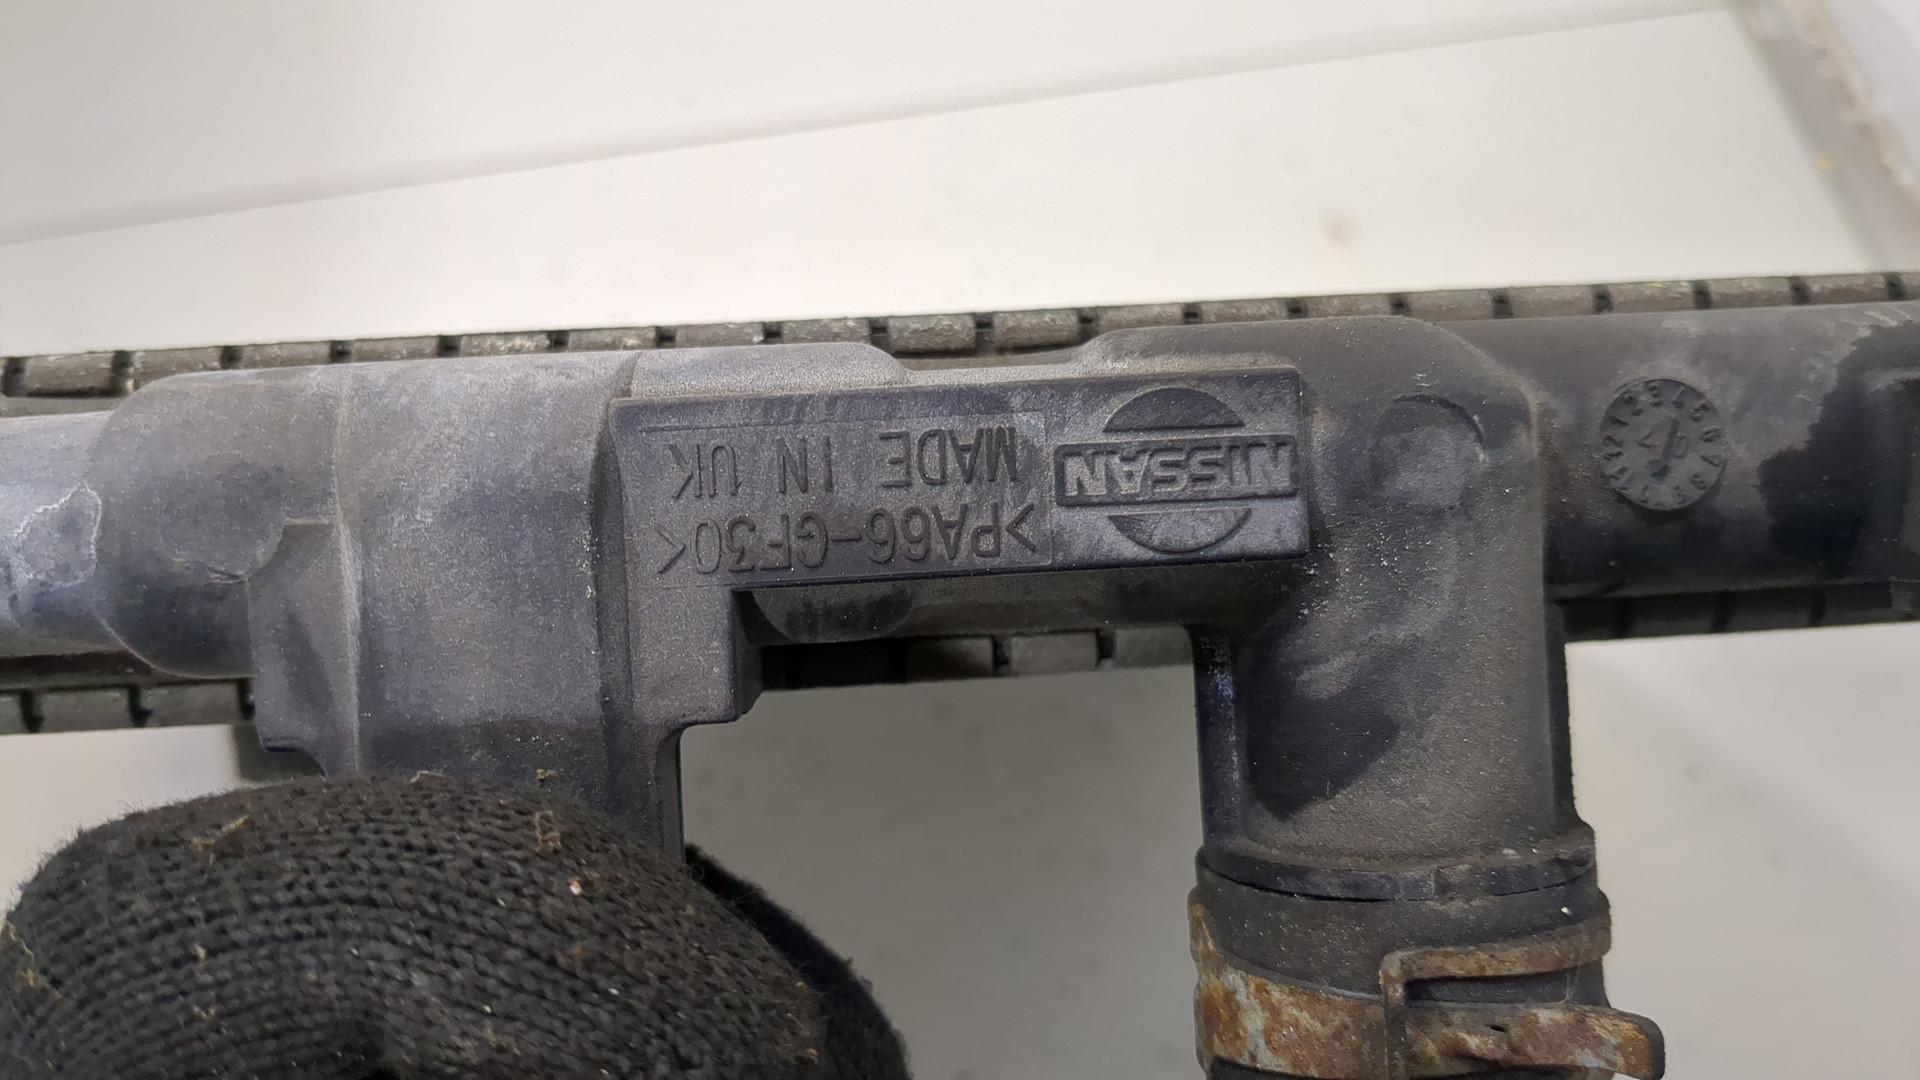 NISSAN
>PA66-GF30<
MADE IN UK